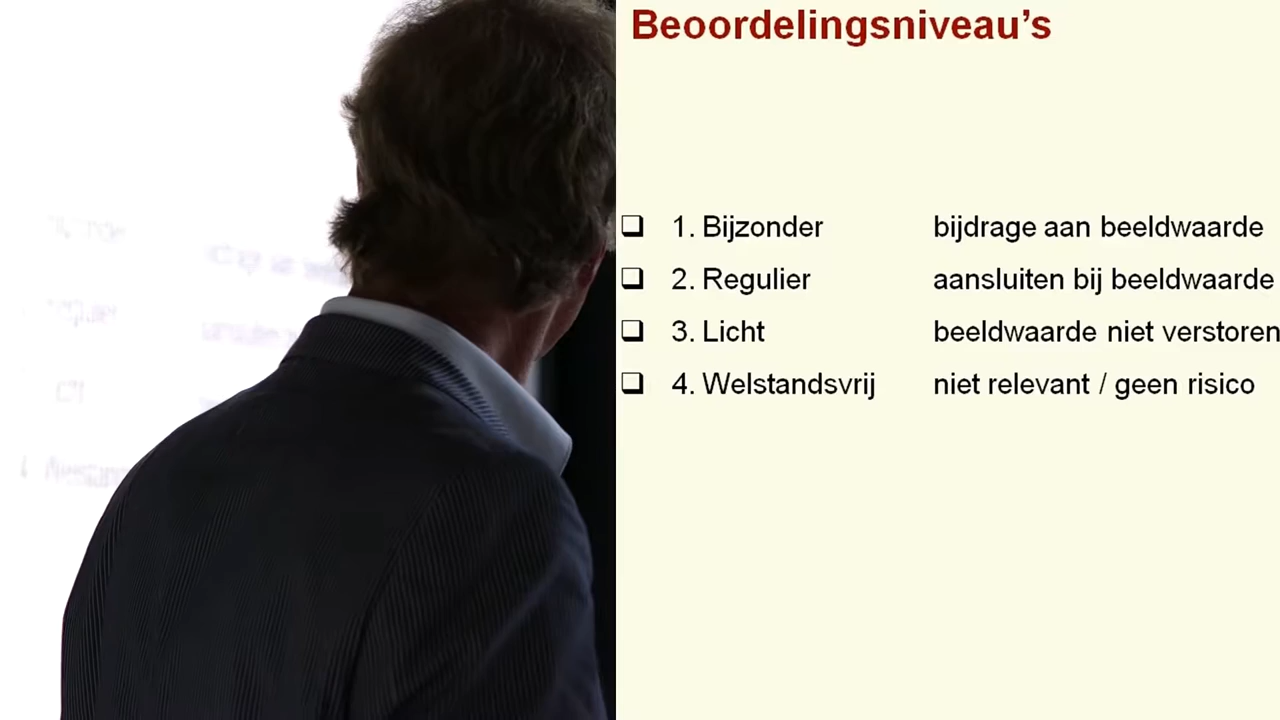 Beoordelingsniveau's
❑ 1. Bijzonder bijdrage aan beeldwaarde
❑ 2. Regulier aansluiten bij beeldwaarde
❑ 3. Licht beeldwaarde niet verstoren
❑ 4. Welstandsvrij niet relevant / geen risico